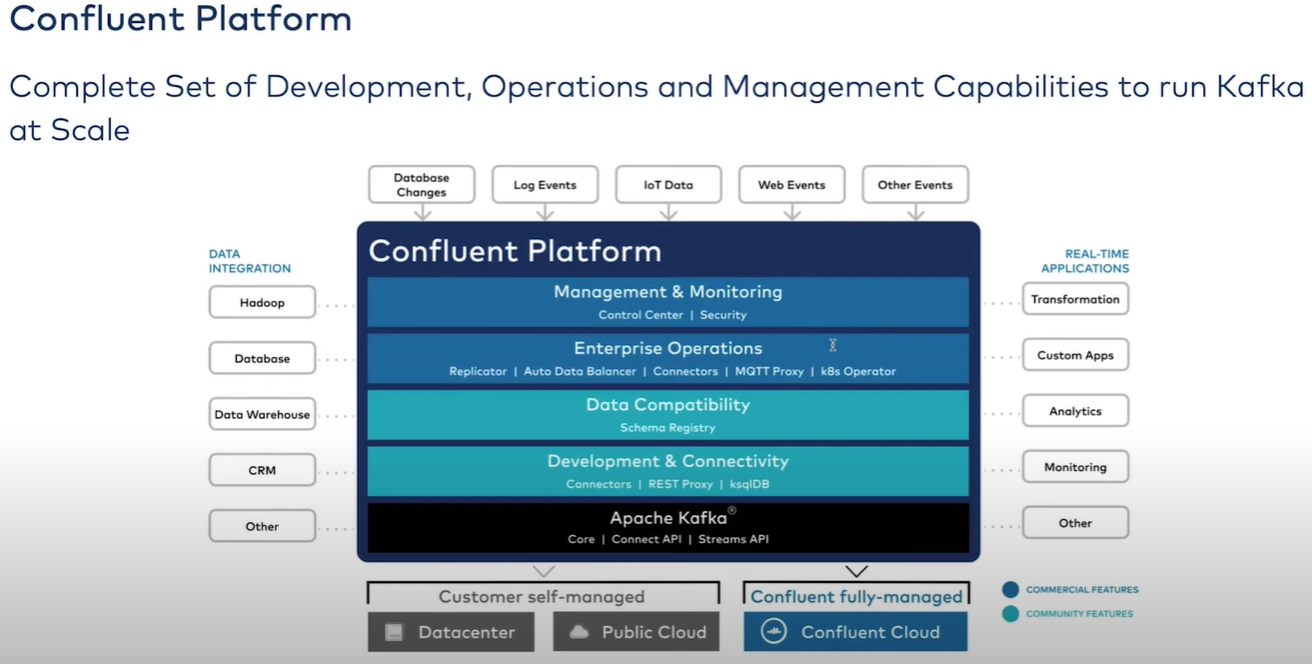 Confluent Platform
Complete Set of Development, Operations and Management Capabilities to run Kafka
at Scale
Database
Changes
Log Events
IoT Data
Web Events
Other Events
Confluent Platform
DATA
INTEGRATION
Hadoop
Database
Data Warehouse
CRM
Other
Management & Monitoring
Control Center | Security
Enterprise Operations
Replicator | Auto Data Balancer | Connectors | MQTT Proxy | k8s Operator
Data Compatibility
Schema Registry
Development & Connectivity
Connectors | REST Proxy | ksqlDB
Apache Kafka®
Core | Connect API | Streams API
REAL-TIME
APPLICATIONS
Transformation
Custom Apps
Analytics
Monitoring
Other
Customer self-managed
Datacenter
Public Cloud
Confluent fully-managed
Confluent Cloud
COMMERCIAL FEATURES
COMMUNITY FEATURES